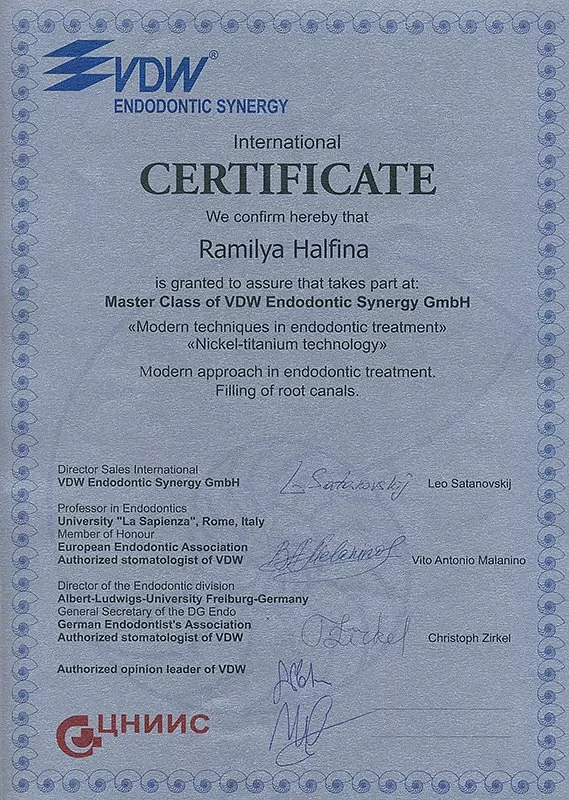 VDW®
ENDODONTIC SYNERGY
International
CERTIFICATE
We confirm hereby that
Ramilya Halfina
is granted to assure that takes part at:
Master Class of VDW Endodontic Synergy GmbH
«Modern techniques in endodontic treatment»
«Nickel-titanium technology»
Modern approach in endodontic treatment.
Filling of root canals.
Director Sales International
VDW Endodontic Synergy GmbH
L Satanovskij
Leo Satanovskij
Professor in Endodontics
University "La Sapienza", Rome, Italy
Member of Honour
European Endodontic Association
Authorized stomatologist of VDW
Vito Antonio Malanino
Director of the Endodontic division
Albert-Ludwigs-University Freiburg-Germany
General Secretary of the DG Endo
German Endodontist's Association
Authorized stomatologist of VDW
Zirkel
Christoph Zirkel
Authorized opinion leader of VDW
ЦНИИС